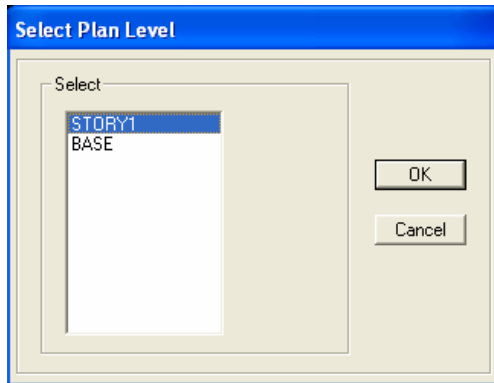 Select Plan Level
Select
STORY1
BASE
OK
Cancel